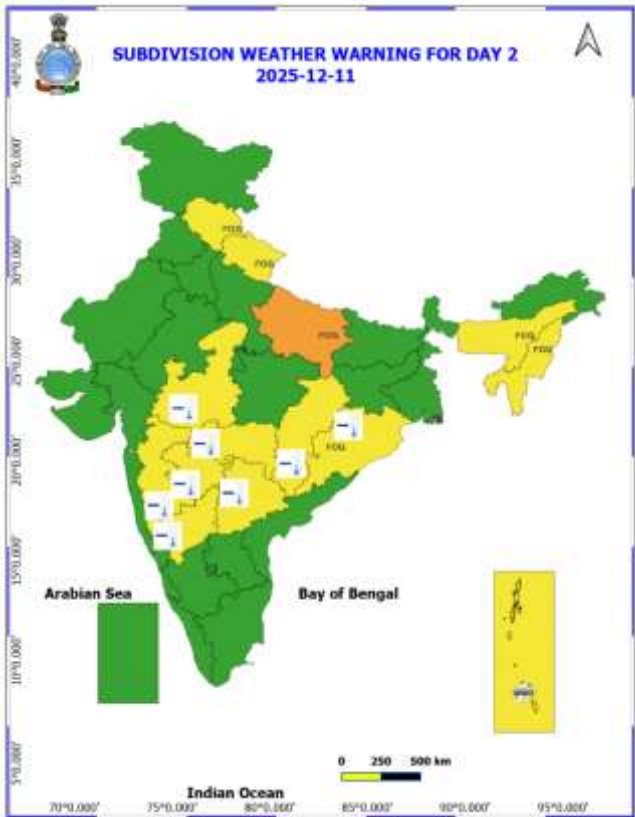 SUBDIVISION WEATHER WARNING FOR DAY 2
2025-12-11
40°0.000'
35°0.000'
30°0.000'
25°0.000'
20°0.000'
15°0.000'
10°0.000'
5°0.000'
FOG
FOG
FOG
FOG
FOG
FOG
Arabian Sea
Bay of Bengal
0 250 500 km
Indian Ocean
70°0.000' 75°0.000' 80°0.000' 85°0.000' 90°0.000' 95°0.000'